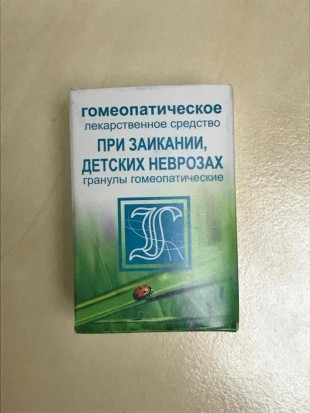 гомеопатическое
лекарственное средство
ПРИ ЗАИКАНИИ,
ДЕТСКИХ НЕВРОЗАХ
гранулы гомеопатические